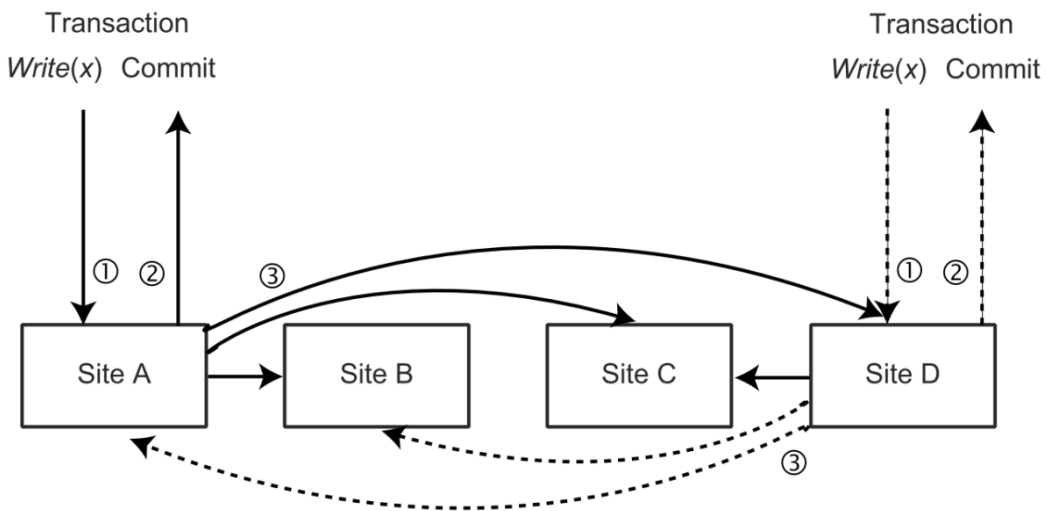 Transaction
Write(x) Commit
Transaction
Write(x) Commit
① ②
③
① ②
Site A
Site B
Site C
Site D
③